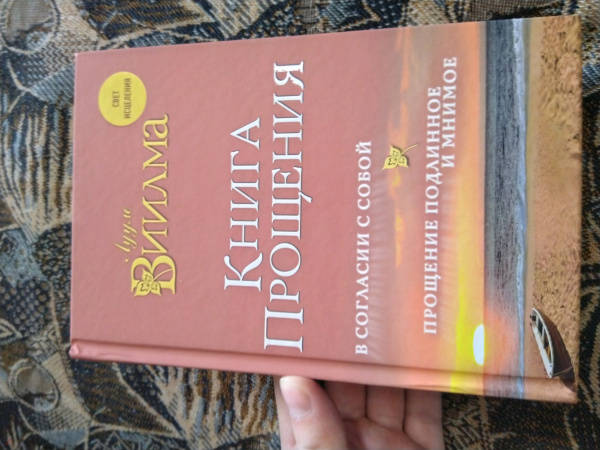 СВЕТ
ИСЦЕЛЕНИЯ
Лууле
ВИИЛМА
КНИГА
ПРОЩЕНИЯ
В СОГЛАСИИ С СОБОЙ
ПРОЩЕНИЕ ПОДЛИННОЕ
И МНИМОЕ